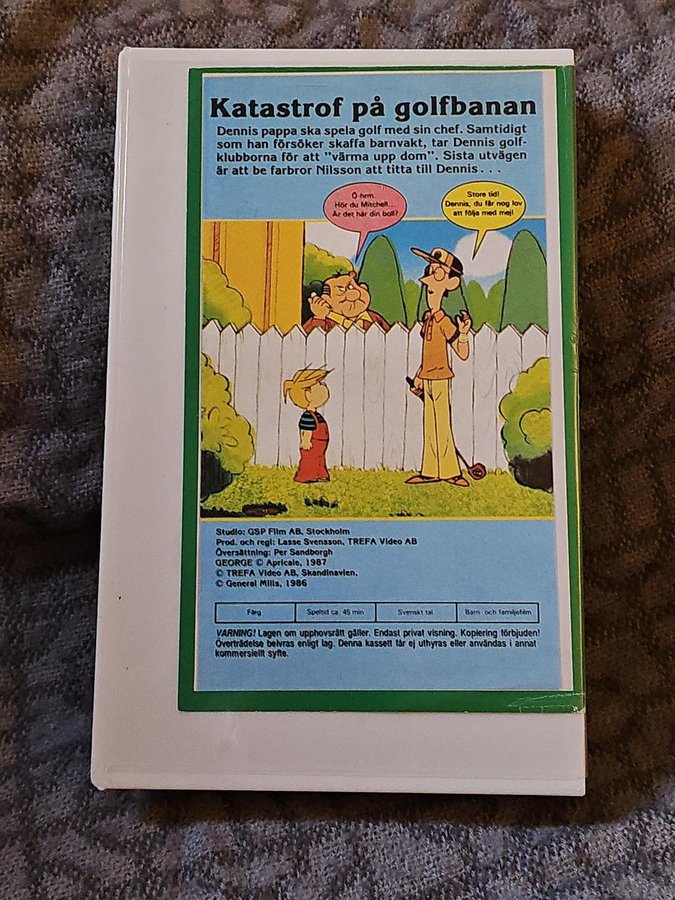 Katastrof på golfbanan
Dennis pappa ska spela golf med sin chef. Samtidigt
som han försöker skaffa barnvakt, tar Dennis golf-
klubborna för att "värma upp dom". Sista utvägen
är att be farbror Nilsson att titta till Dennis...
Ö-hrm..
Hör du Mitchell...
Är det här din boll?
Store tid!
Dennis, du får nog lov
att följa med mej!
Studio: GSP Film AB, Stockholm
Prod. och regi: Lasse Svensson, TREFA Video AB
Översättning: Per Sandborgh
GEORGE © Apricale, 1987
© TREFA Video AB, Skandinavien,
© General Mills, 1986
Färg
Speltid ca: 45 min
Svenskt tal
Barn- och familjefilm
VARNING! Lagen om upphovsrätt gäller. Endast privat visning. Kopiering förbjuden!
Överträdelse beivras enligt lag. Denna kassett får ej uthyras eller användas i annat
kommersiellt syfte.